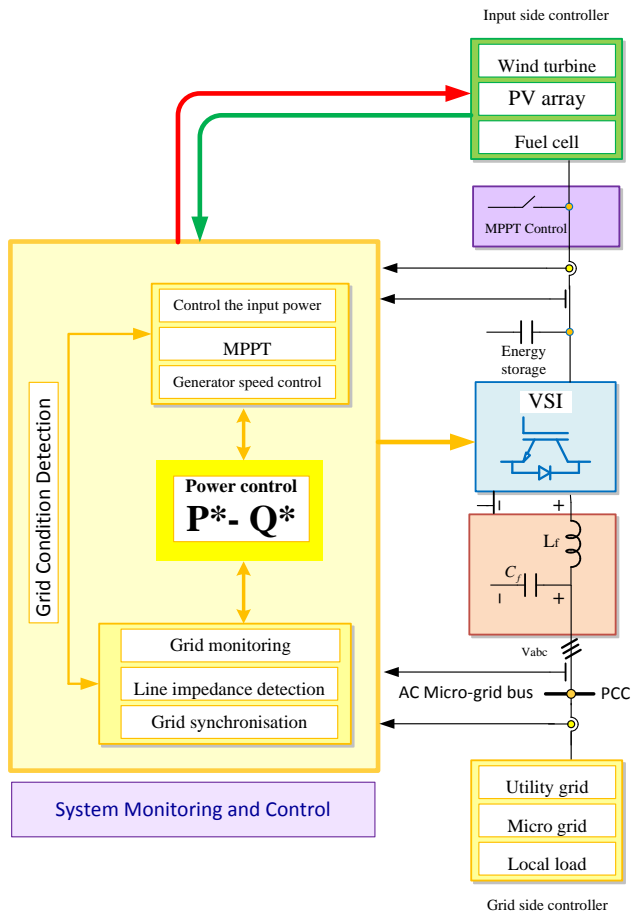 Input side controller
Wind turbine
PV array
Fuel cell
MPPT Control
Control the input power
MPPT
Generator speed control
Energy
storage
VSI
Grid Condition Detection
Power control
P*- Q*
Lf
Cf
Grid monitoring
Line impedance detection
Grid synchronisation
Vabc
AC Micro-grid bus
PCC
System Monitoring and Control
Utility grid
Micro grid
Local load
Grid side controller